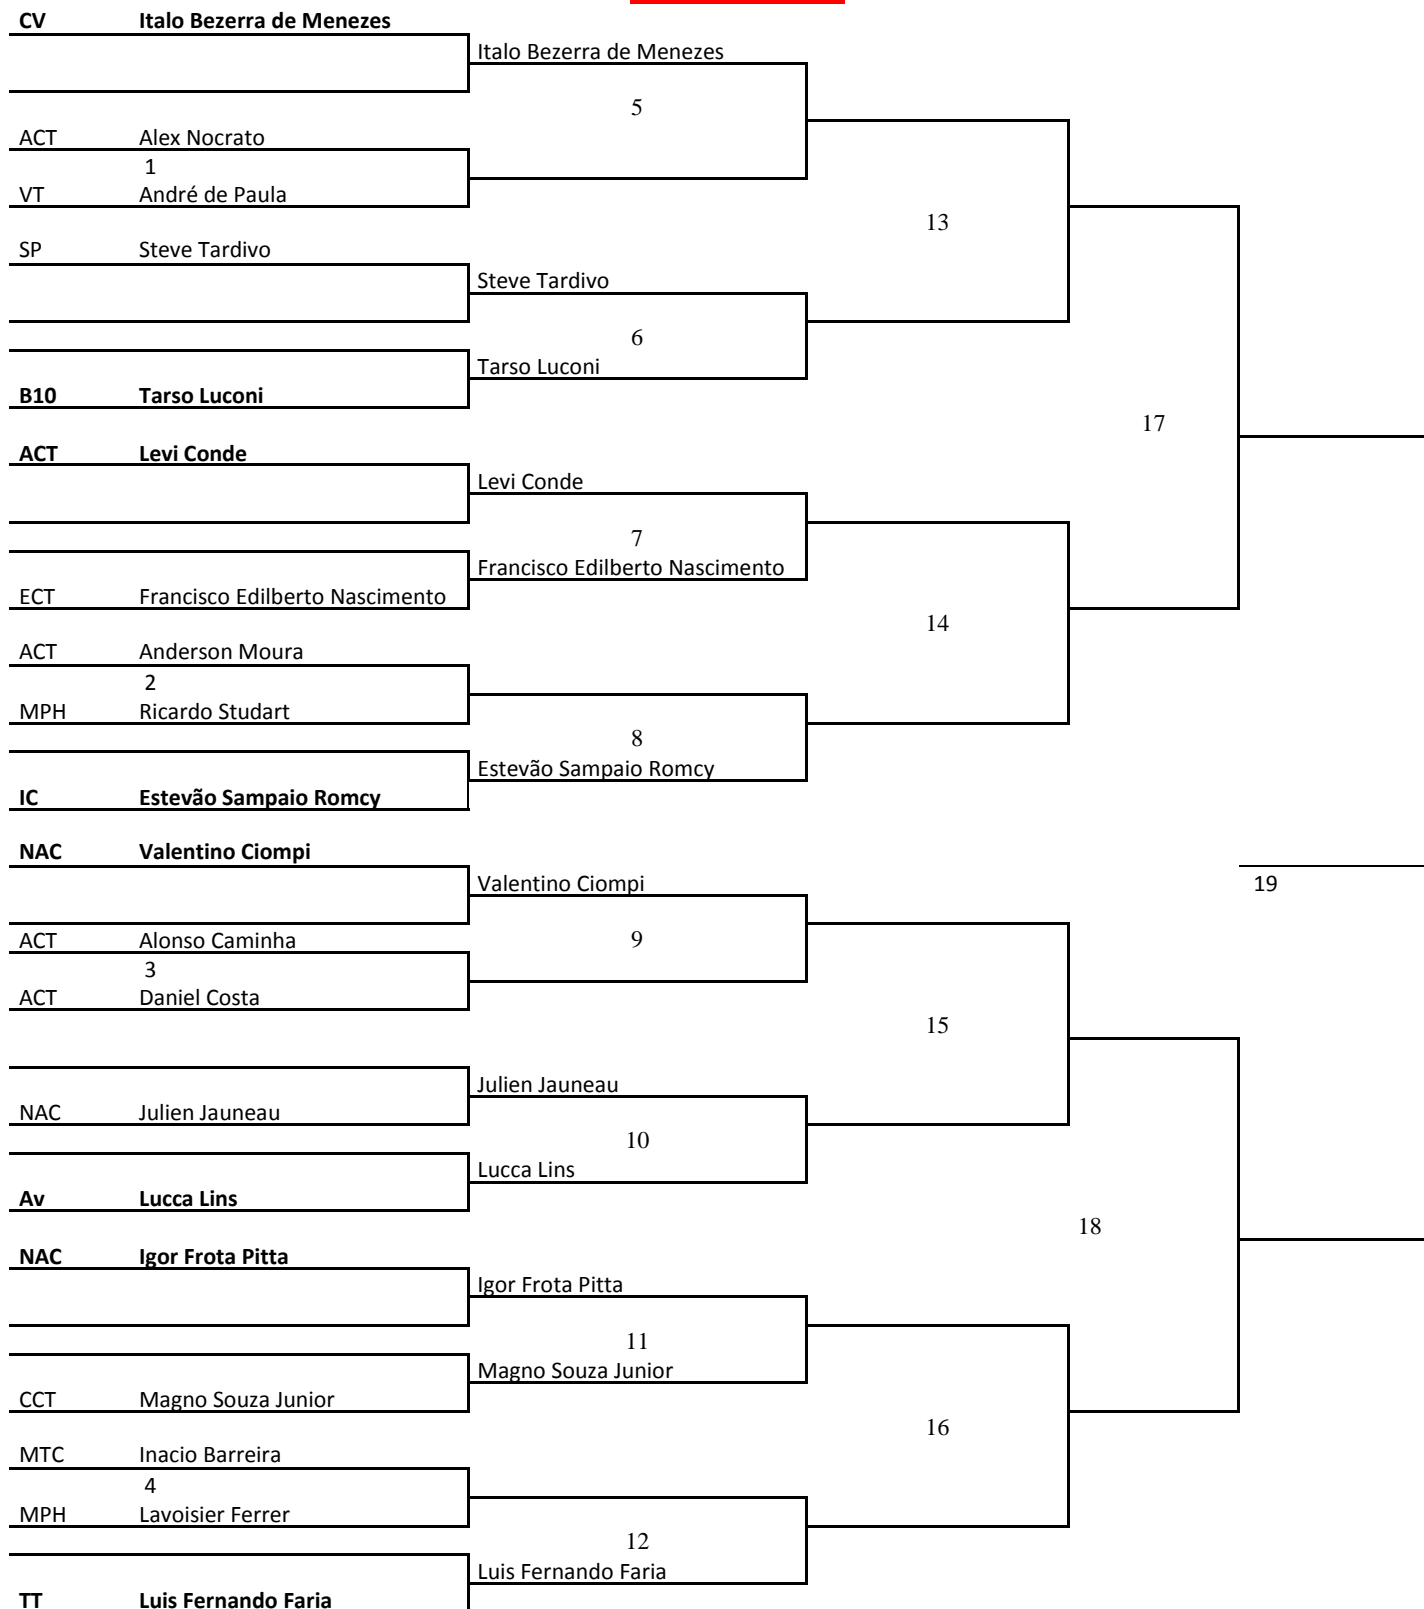 CV Italo Bezerra de Menezes
Italo Bezerra de Menezes
5
ACT Alex Nocrato
1
VT André de Paula
13
SP Steve Tardivo
Steve Tardivo
6
Tarso Luconi
B10 Tarso Luconi
17
ACT Levi Conde
Levi Conde
7
Francisco Edilberto Nascimento
ECT Francisco Edilberto Nascimento
14
ACT Anderson Moura
2
MPH Ricardo Studart
8
Estevão Sampaio Romcy
IC Estevão Sampaio Romcy
NAC Valentino Ciompi
Valentino Ciompi
19
ACT Alonso Caminha
9
3
ACT Daniel Costa
15
Julien Jauneau
NAC Julien Jauneau
10
Lucca Lins
Av Lucca Lins
18
NAC Igor Frota Pitta
Igor Frota Pitta
11
Magno Souza Junior
CCT Magno Souza Junior
16
MTC Inacio Barreira
4
MPH Lavoisier Ferrer
12
Luis Fernando Faria
TT Luis Fernando Faria